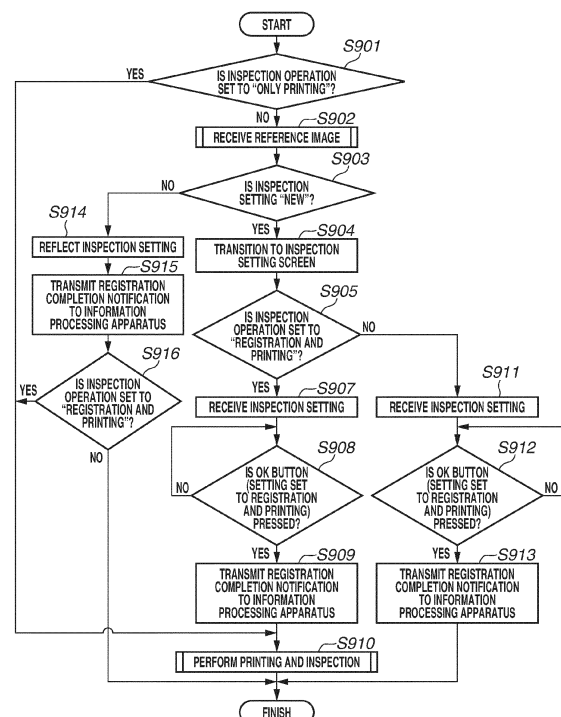 START
S901
YES
IS INSPECTION OPERATION
SET TO “ONLY PRINTING”?
NO
S902
RECEIVE REFERENCE IMAGE
S903
NO
IS INSPECTION
SETTING “NEW”?
YES
S914
REFLECT INSPECTION SETTING
S904
TRANSITION TO INSPECTION
SETTING SCREEN
S915
TRANSMIT REGISTRATION
COMPLETION NOTIFICATION
TO INFORMATION
PROCESSING APPARATUS
S905
IS INSPECTION
OPERATION SET TO
“REGISTRATION AND
PRINTING”?
NO
YES
S916
YES
IS INSPECTION
OPERATION SET TO
“REGISTRATION AND
PRINTING”?
NO
S907
RECEIVE INSPECTION SETTING
S911
RECEIVE INSPECTION SETTING
S908
IS OK BUTTON
(SETTING SET
TO REGISTRATION
AND PRINTING)
PRESSED?
NO
YES
S912
IS OK BUTTON
(SETTING SET
TO REGISTRATION
AND PRINTING)
PRESSED?
NO
YES
S909
TRANSMIT REGISTRATION
COMPLETION NOTIFICATION
TO INFORMATION
PROCESSING APPARATUS
S913
TRANSMIT REGISTRATION
COMPLETION NOTIFICATION
TO INFORMATION
PROCESSING APPARATUS
S910
PERFORM PRINTING AND INSPECTION
FINISH